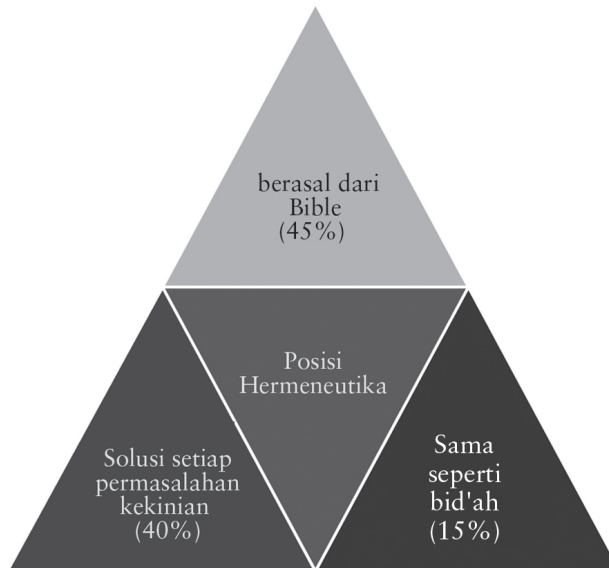 berasal dari
Bible
(45%)
Posisi
Hermeneutika
Solusi setiap
permasalahan
kekinian
(40%)
Sama
seperti
bid'ah
(15%)